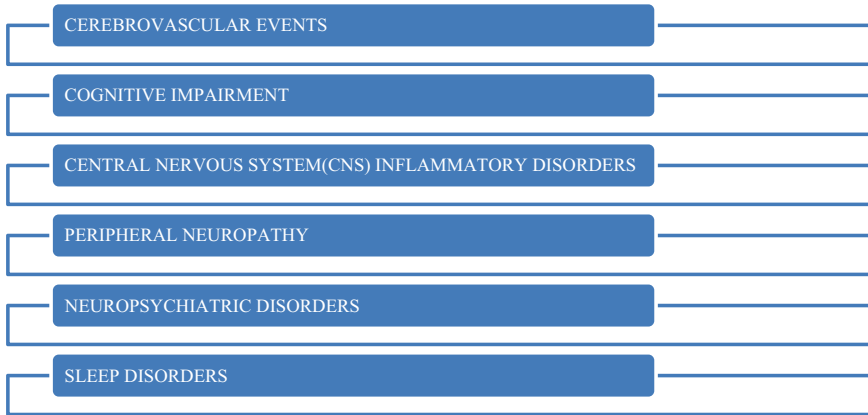 CEREBROVASCULAR EVENTS
COGNITIVE IMPAIRMENT
CENTRAL NERVOUS SYSTEM(CNS) INFLAMMATORY DISORDERS
PERIPHERAL NEUROPATHY
NEUROPSYCHIATRIC DISORDERS
SLEEP DISORDERS